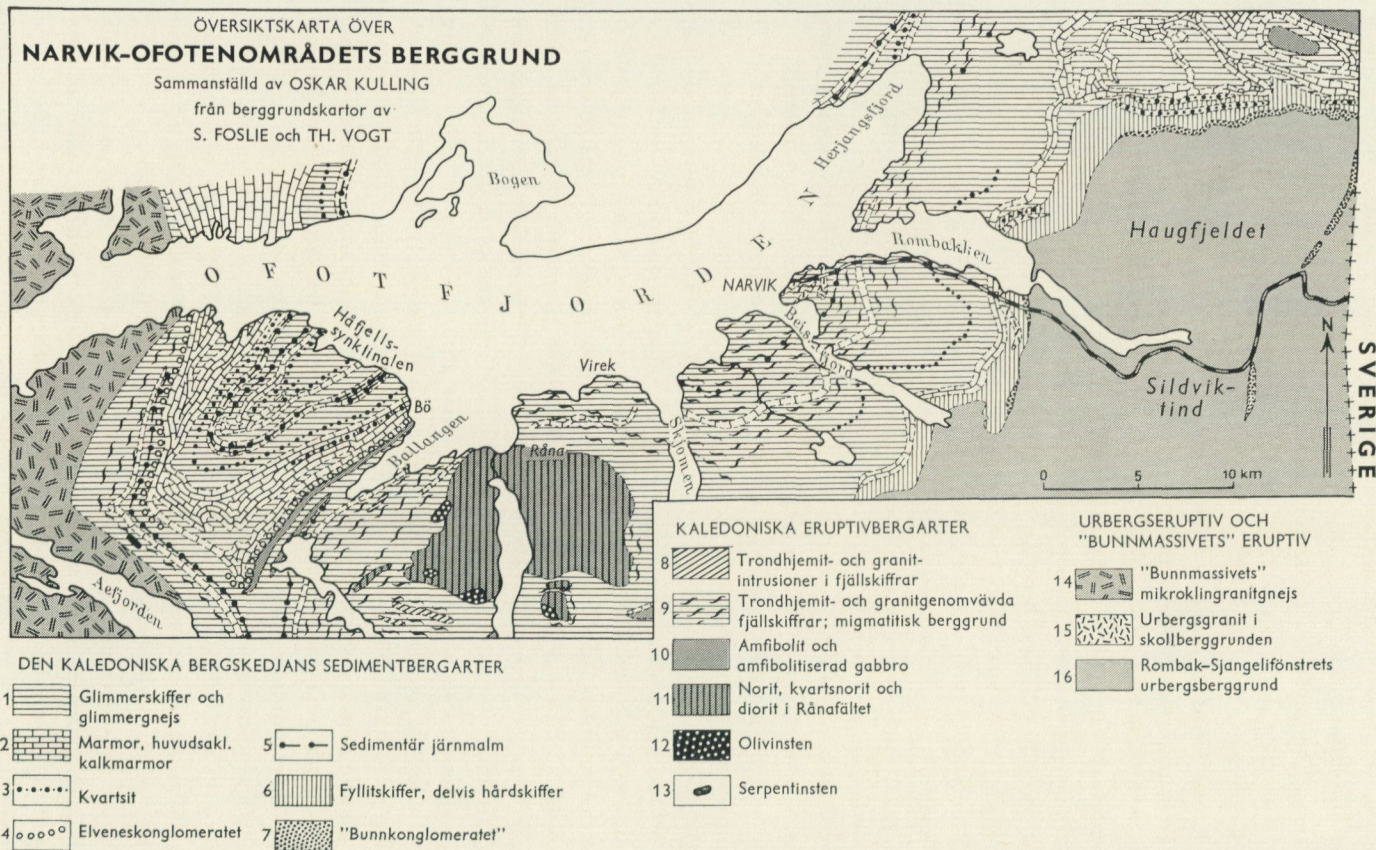 ÖVERSIKTSKARTA ÖVER
NARVIK-OFOTENOMRÅDETS BERGGRUND
Sammanställd av OSKAR KULLING
från berggrundskartor av
S. FOSLIE och TH. VOGT
Bogen
Herjangsfjord
OFOTFJORDEN
Rombakfien
Haugfjeldet
NARVIK
Beisfjord
Håfjells-
synklinalen
Virek
Bö
Ballangen
Råna
Skjomen
Sildvik-
tind
N
SVERIGE
0 5 10 km
Aefjorden
DEN KALEDONISKA BERGSKEDJANS SEDIMENTBERGARTER
1 Glimmerskiffer och
glimmergnejs
2 Marmor, huvudsakl.
kalkmarmor
3 Kvartsit
4 Elveneskonglomeratet
5 Sedimentär järnmalm
6 Fyllitskiffer, delvis hårdskiffer
7 "Bunnkonglomeratet"
KALEDONISKA ERUPTIVBERGARTER
8 Trondhjemit- och granit-
intrusioner i fjällskiffrar
9 Trondhjemit- och granitgenomvävda
fjällskiffrar; migmatitisk berggrund
10 Amfibolit och
amfibolitiserad gabbro
11 Norit, kvartsnorit och
diorit i Rånafältet
12 Olivinsten
13 Serpentinsten
URBERGSERUPTIV OCH
"BUNNMASSIVETS" ERUPTIV
14 "Bunnmassivets"
mikroklingranitgnejs
15 Urbergsgranit i
skollberggrunden
16 Rombak–Sjangelifönstrets
urbergsberggrund